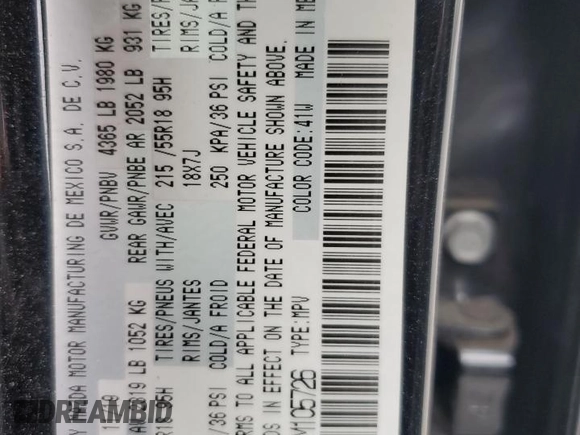 DA MOTOR MANUFACTURING DE MEXICO S.A. DE C.V.
GVWR/PNBV 4365 LB 1980 KG
19 LB 1052 KG REAR GAWR/PNBE AR 2052 LB 931 KG
TIRES/PNEUS WITH/AVEC 215 /55R18 95H TIRES/
RIMS/JANTES 18X7J RIMS/JA
/36 PSI COLD/A FROID 250 KPA/36 PSI COLD/A
RMS TO ALL APPLICABLE FEDERAL MOTOR VEHICLE SAFETY AND
IN EFFECT ON THE DATE OF MANUFACTURE SHOWN ABOVE.
105726 TYPE: MPV COLOR CODE: 41W MADE IN
DREAMBID